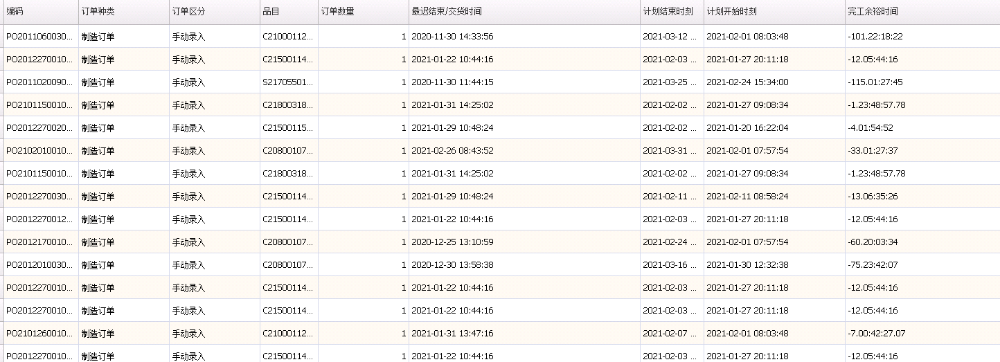 编码 订单种类 订单区分 品目 订单数量 最迟结束/交货时间 计划结束时刻 计划开始时刻 完工余裕时间
PO2011060030... 制造订单 手动录入 C21000112... 1 2020-11-30 14:33:56 2021-03-12 ... 2021-02-01 08:03:48 -101.22:18:22
PO2012270010... 制造订单 手动录入 C21500114... 1 2021-01-22 10:44:16 2021-02-03 ... 2021-01-27 20:11:18 -12.05:44:16
PO2011020090... 制造订单 手动录入 S21705501... 1 2020-11-30 11:44:15 2021-03-25 ... 2021-02-24 15:34:00 -115.01:27:45
PO2101150010... 制造订单 手动录入 C21800318... 1 2021-01-31 14:25:02 2021-02-02 ... 2021-01-27 09:08:34 -1.23:48:57.78
PO2012270020... 制造订单 手动录入 C21500115... 1 2021-01-29 10:48:24 2021-02-02 ... 2021-01-20 16:22:04 -4.01:54:52
PO2102010010... 制造订单 手动录入 C20800107... 1 2021-02-26 08:43:52 2021-03-31 ... 2021-02-01 07:57:54 -33.01:27:37
PO2101150010... 制造订单 手动录入 C21800318... 1 2021-01-31 14:25:02 2021-02-02 ... 2021-01-27 09:08:34 -1.23:48:57.78
PO2012270030... 制造订单 手动录入 C21500114... 1 2021-01-29 10:48:24 2021-02-11 ... 2021-02-11 08:58:24 -13.06:35:26
PO2012270012... 制造订单 手动录入 C21500114... 1 2021-01-22 10:44:16 2021-02-03 ... 2021-01-27 20:11:18 -12.05:44:16
PO2012170010... 制造订单 手动录入 C20800107... 1 2020-12-25 13:10:59 2021-02-24 ... 2021-02-01 07:57:54 -60.20:03:34
PO2012010030... 制造订单 手动录入 C20800107... 1 2020-12-30 13:58:38 2021-03-16 ... 2021-01-30 12:32:38 -75.23:42:07
PO2012270010... 制造订单 手动录入 C21500114... 1 2021-01-22 10:44:16 2021-02-03 ... 2021-01-27 20:11:18 -12.05:44:16
PO2012270010... 制造订单 手动录入 C21500114... 1 2021-01-22 10:44:16 2021-02-03 ... 2021-01-27 20:11:18 -12.05:44:16
PO2101260010... 制造订单 手动录入 C21000112... 1 2021-01-31 13:47:16 2021-02-07 ... 2021-02-01 08:03:48 -7.00:42:27.07
PO2012270010... 制造订单 手动录入 C21500114... 1 2021-01-22 10:44:16 2021-02-03 ... 2021-01-27 20:11:18 -12.05:44:16